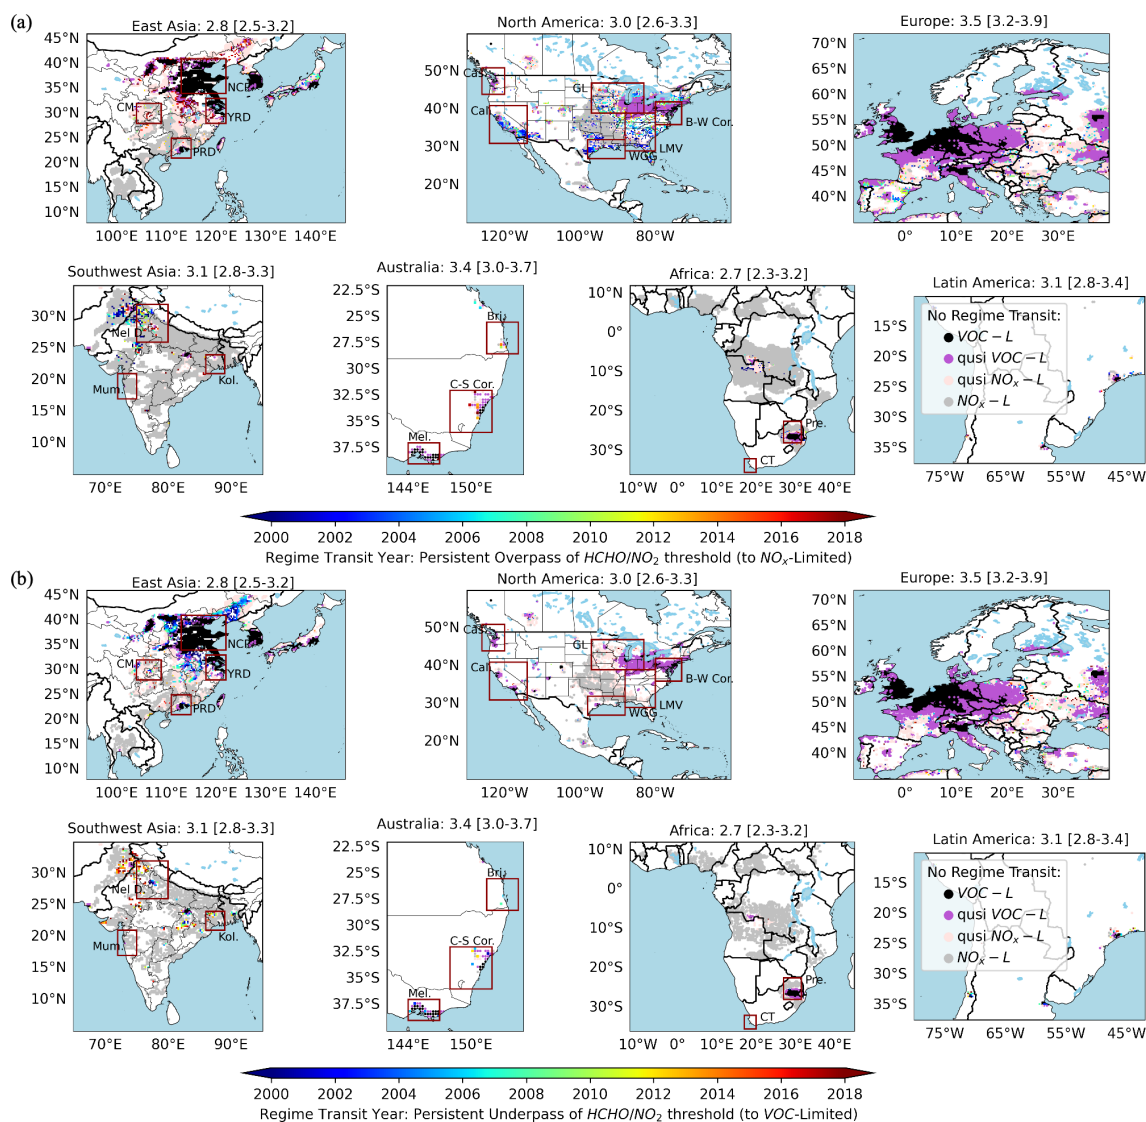 (a)
East Asia: 2.8 [2.5-3.2]
North America: 3.0 [2.6-3.3]
Europe: 3.5 [3.2-3.9]
45°N
40°N
35°N
30°N
25°N
20°N
15°N
10°N
NCP
CM
YRD
PRD
100°E 110°E 120°E 130°E 140°E
50°N
40°N
30°N
20°N
Cas.
GL
Cal.
B-W Cor.
LMV
WGG
120°W 100°W 80°W
70°N
65°N
60°N
55°N
50°N
45°N
40°N
0° 10°E 20°E 30°E
Southwest Asia: 3.1 [2.8-3.3]
Australia: 3.4 [3.0-3.7]
Africa: 2.7 [2.3-3.2]
Latin America: 3.1 [2.8-3.4]
30°N
25°N
20°N
15°N
10°N
Nel D.
Mum.
Kol.
70°E 80°E 90°E
22.5°S
25°S
27.5°S
30°S
32.5°S
35°S
37.5°S
Bri.
C-S Cor.
Mel.
144°E 150°E
10°N
0°
10°S
20°S
30°S
Pre.
CT
10°W 0° 10°E 20°E 30°E 40°E
15°S
20°S
25°S
30°S
35°S
No Regime Transit:
VOC − L
qusi VOC − L
qusi NOₓ − L
NOₓ − L
75°W 65°W 55°W 45°W
2000 2002 2004 2006 2008 2010 2012 2014 2016 2018
Regime Transit Year: Persistent Overpass of HCHO/NO₂ threshold (to NOₓ-Limited)
(b)
East Asia: 2.8 [2.5-3.2]
North America: 3.0 [2.6-3.3]
Europe: 3.5 [3.2-3.9]
45°N
40°N
35°N
30°N
25°N
20°N
15°N
10°N
NCP
CM
YRD
PRD
100°E 110°E 120°E 130°E 140°E
50°N
40°N
30°N
20°N
Cas.
GL
Cal.
B-W Cor.
LMV
WGG
120°W 100°W 80°W
70°N
65°N
60°N
55°N
50°N
45°N
40°N
0° 10°E 20°E 30°E
Southwest Asia: 3.1 [2.8-3.3]
Australia: 3.4 [3.0-3.7]
Africa: 2.7 [2.3-3.2]
Latin America: 3.1 [2.8-3.4]
30°N
25°N
20°N
15°N
10°N
Nel D.
Mum.
Kol.
70°E 80°E 90°E
22.5°S
25°S
27.5°S
30°S
32.5°S
35°S
37.5°S
Bri.
C-S Cor.
Mel.
144°E 150°E
10°N
0°
10°S
20°S
30°S
Pre.
CT
10°W 0° 10°E 20°E 30°E 40°E
15°S
20°S
25°S
30°S
35°S
No Regime Transit:
VOC − L
qusi VOC − L
qusi NOₓ − L
NOₓ − L
75°W 65°W 55°W 45°W
2000 2002 2004 2006 2008 2010 2012 2014 2016 2018
Regime Transit Year: Persistent Underpass of HCHO/NO₂ threshold (to VOC-Limited)